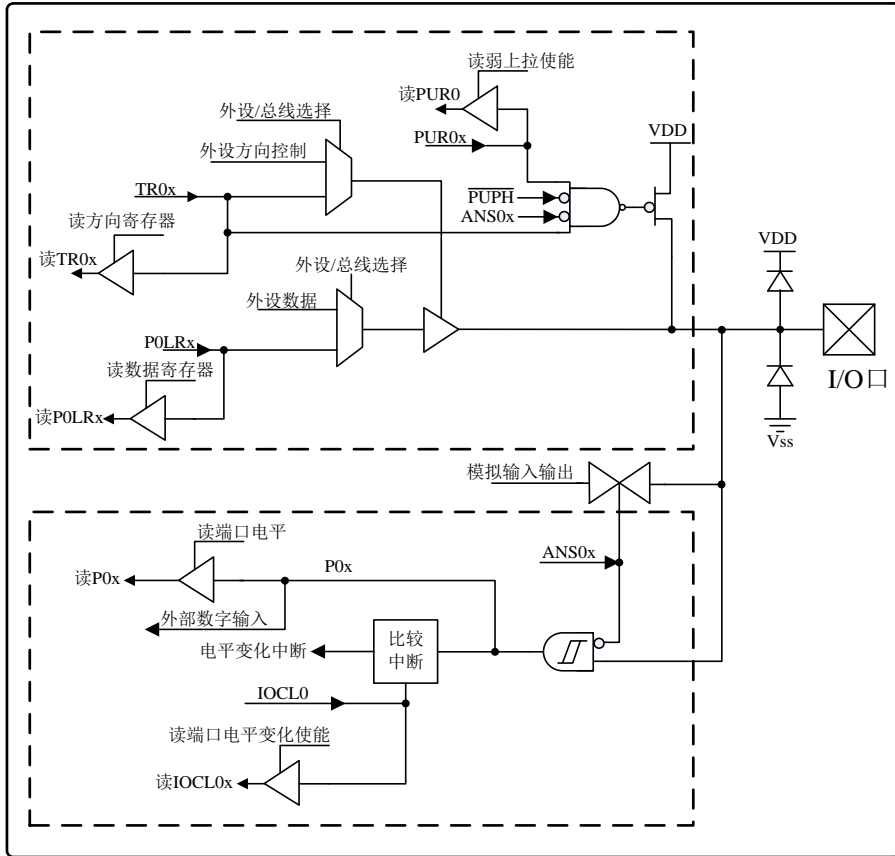 读弱上拉使能
读PUR0
外设/总线选择
PUR0x
VDD
外设方向控制
TR0x
PUPH
ANS0x
读方向寄存器
读TR0x
外设/总线选择
VDD
外设数据
P0LRx
读数据寄存器
I/O口
读P0LRx
Vss
模拟输入输出
读端口电平
P0x
ANS0x
读P0x
外部数字输入
电平变化中断
比较
中断
IOCL0
读端口电平变化使能
读IOCL0x